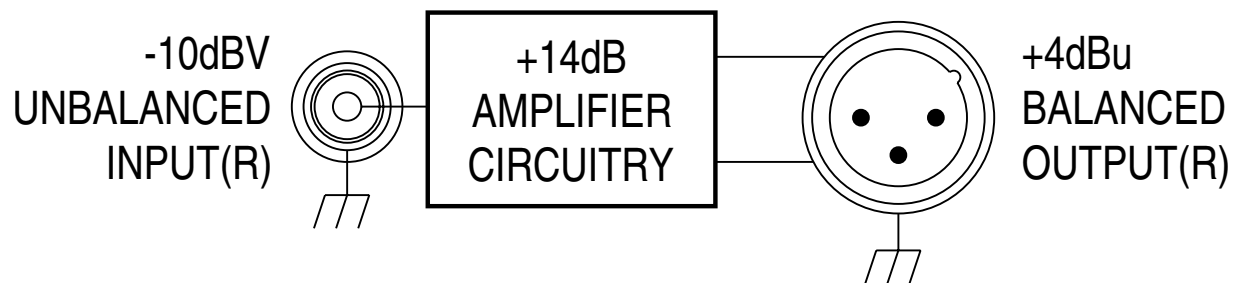 -10dBV
UNBALANCED
INPUT(R)
+14dB
AMPLIFIER
CIRCUITRY
+4dBu
BALANCED
OUTPUT(R)